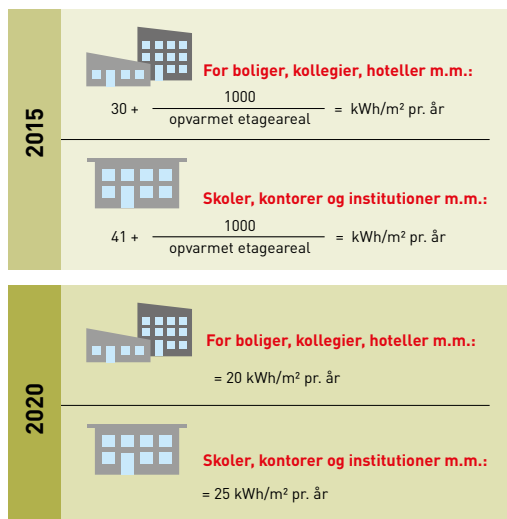 2015
For boliger, kollegier, hoteller m.m.:
30 + 1000 / opvarmet etageareal = kWh/m² pr. år
Skoler, kontorer og institutioner m.m.:
41 + 1000 / opvarmet etageareal = kWh/m² pr. år
2020
For boliger, kollegier, hoteller m.m.:
= 20 kWh/m² pr. år
Skoler, kontorer og institutioner m.m.:
= 25 kWh/m² pr. år